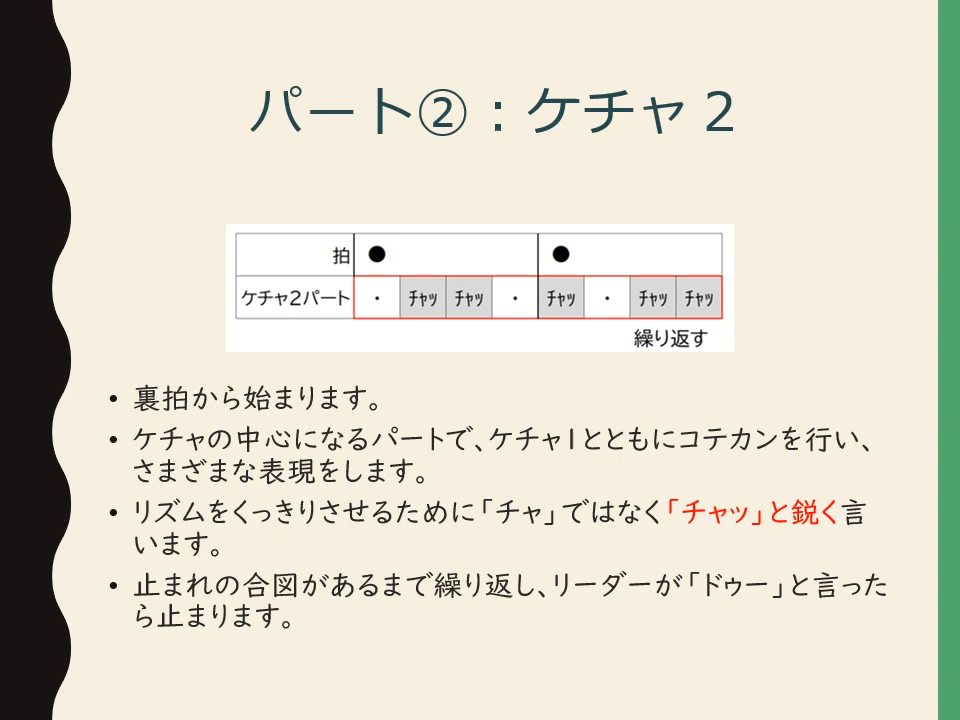 パート②：ケチャ２
拍 ● ●
ケチャ2パート ・ ﾁｬｯ ﾁｬｯ ・ ﾁｬｯ ・ ﾁｬｯ ﾁｬｯ
繰り返す
• 裏拍から始まります。
• ケチャの中心になるパートで、ケチャ1とともにコテカンを行い、
さまざまな表現をします。
• リズムをくっきりさせるために「チャ」ではなく「チャッ」と鋭く言
います。
• 止まれの合図があるまで繰り返し、リーダーが「ドゥー」と言った
ら止まります。